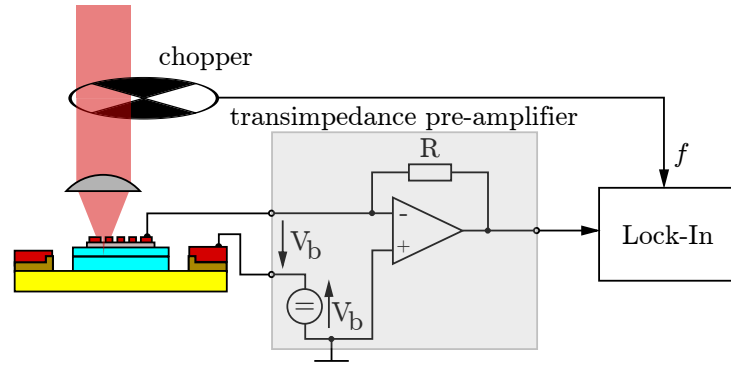 chopper
transimpedance pre-amplifier
R
f
-
+
V_b
=
V_b
Lock-In